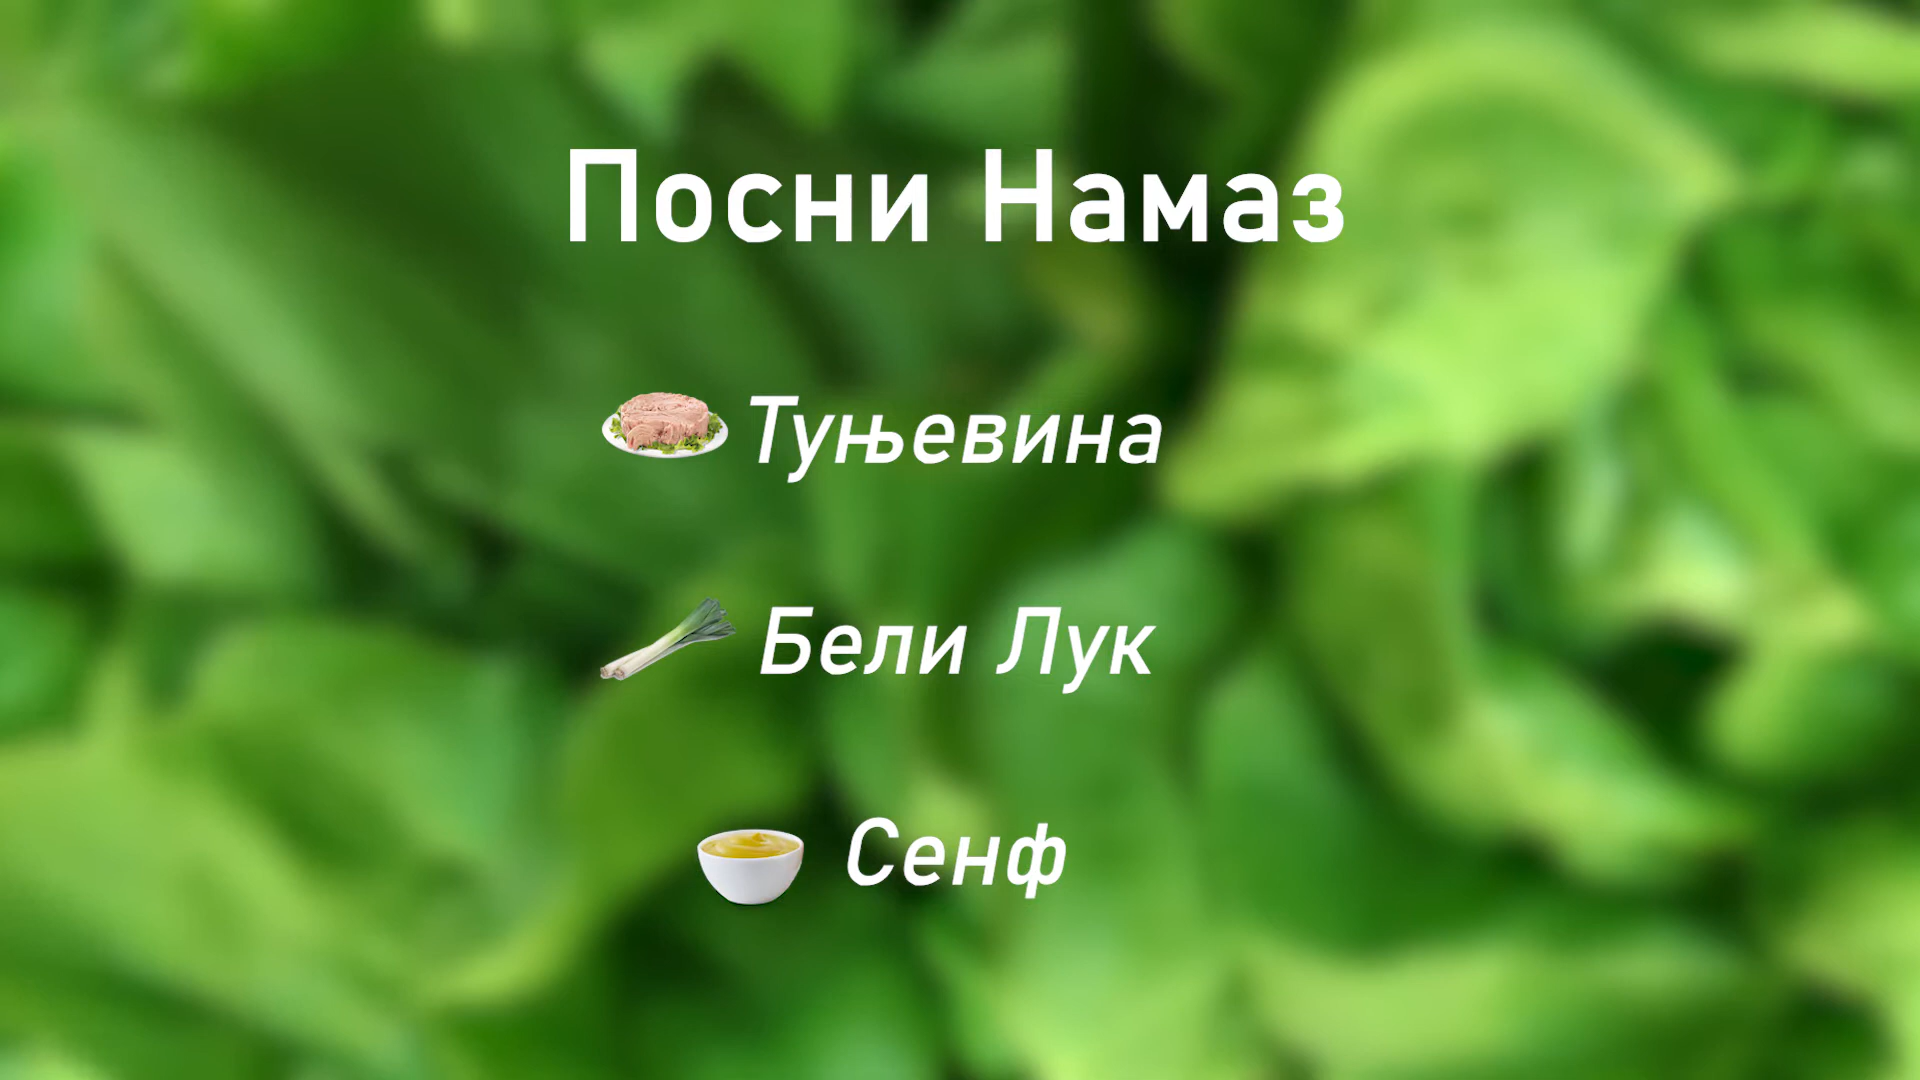 Посни Намаз
Туњевина
Бели Лук
Сенф